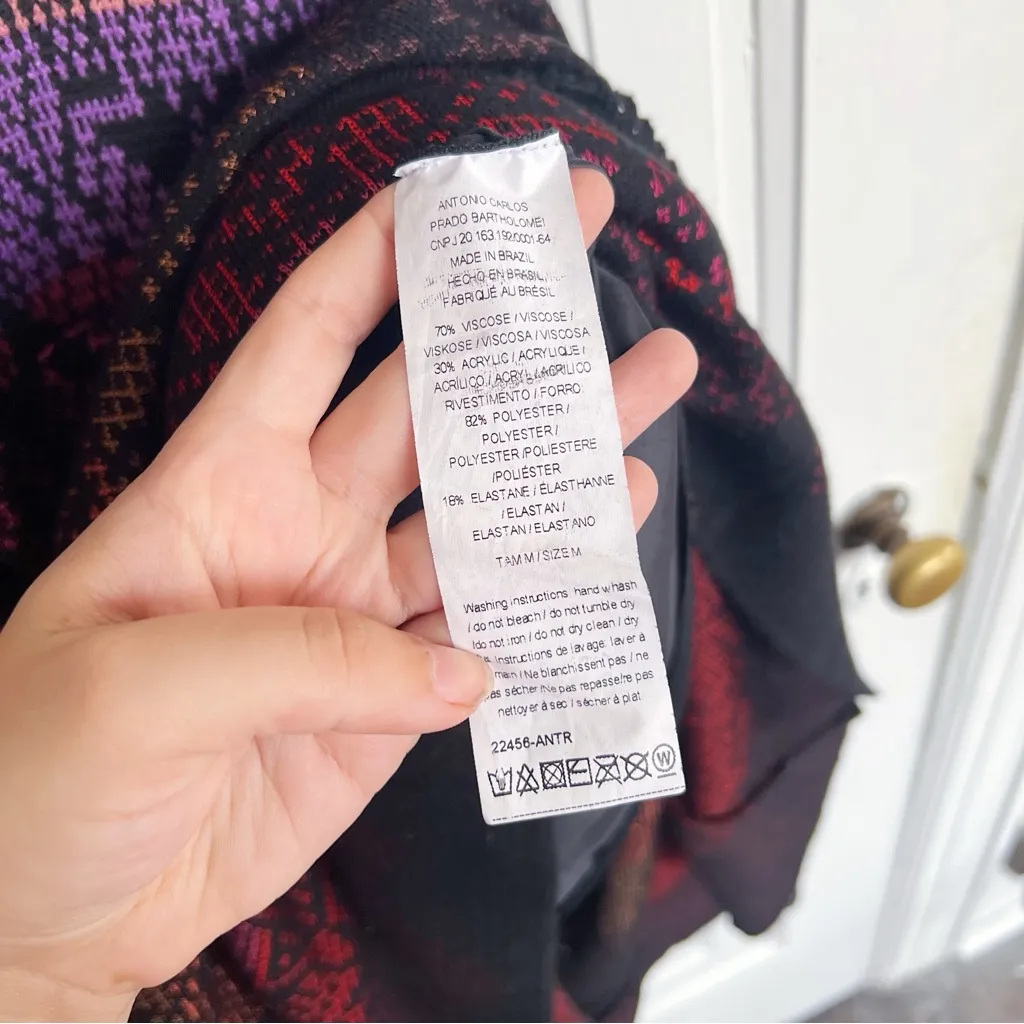 ANTONIO CARLOS
PRADO BARTHOLOMEI
CNPJ 20 163.192.0001-64
MADE IN BRAZIL
HECHO EN BRASIL
FABRIQUÉ AU BRÉSIL
70% VISCOSE / VISCOSE /
VISKOSE / VISCOSA / VISCOSA
30% ACRYLIC / ACRYLIQUE /
ACRÍLICO / ACRYL / ACRILICO
RIVESTIMENTO / FORRO:
82% POLYESTER /
POLYESTER /
POLYESTER /POLIESTERE
/POLIÉSTER
18% ELASTANE / ÉLASTHANNE
/ ELASTAN /
ELASTAN / ELASTANO
TAM M / SIZE M
Washing instructions: hand whash
/ do not bleach / do not tumble dry
/do not iron / do not dry clean / dry
Instructions de lavage: laver à
main / Ne blanchissent pas / ne
pas sécher /Ne pas repasser/re pas
nettoyer à sec / sécher à plat
22456-ANTR
W